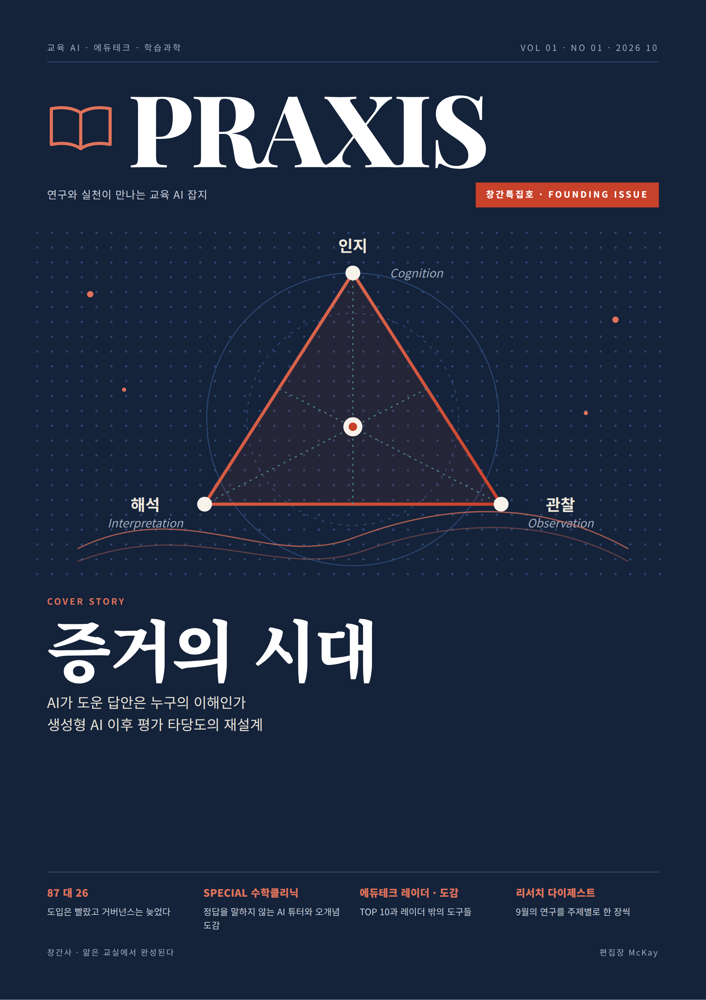 교육 AI · 에듀테크 · 학습과학
VOL 01 · NO 01 · 2026 10
PRAXIS
연구와 실천이 만나는 교육 AI 잡지
창간특집호 · FOUNDING ISSUE
인지
Cognition
해석
Interpretation
관찰
Observation
COVER STORY
증거의 시대
AI가 도운 답안은 누구의 이해인가
생성형 AI 이후 평가 타당도의 재설계
87 대 26
도입은 빨랐고 거버넌스는 늦었다
SPECIAL 수학클리닉
정답을 말하지 않는 AI 튜터와 오개념
도감
에듀테크 레이더 · 도감
TOP 10과 레이더 밖의 도구들
리서치 다이제스트
9월의 연구를 주제별로 한 장씩
창간사 · 앎은 교실에서 완성된다
편집장 McKay